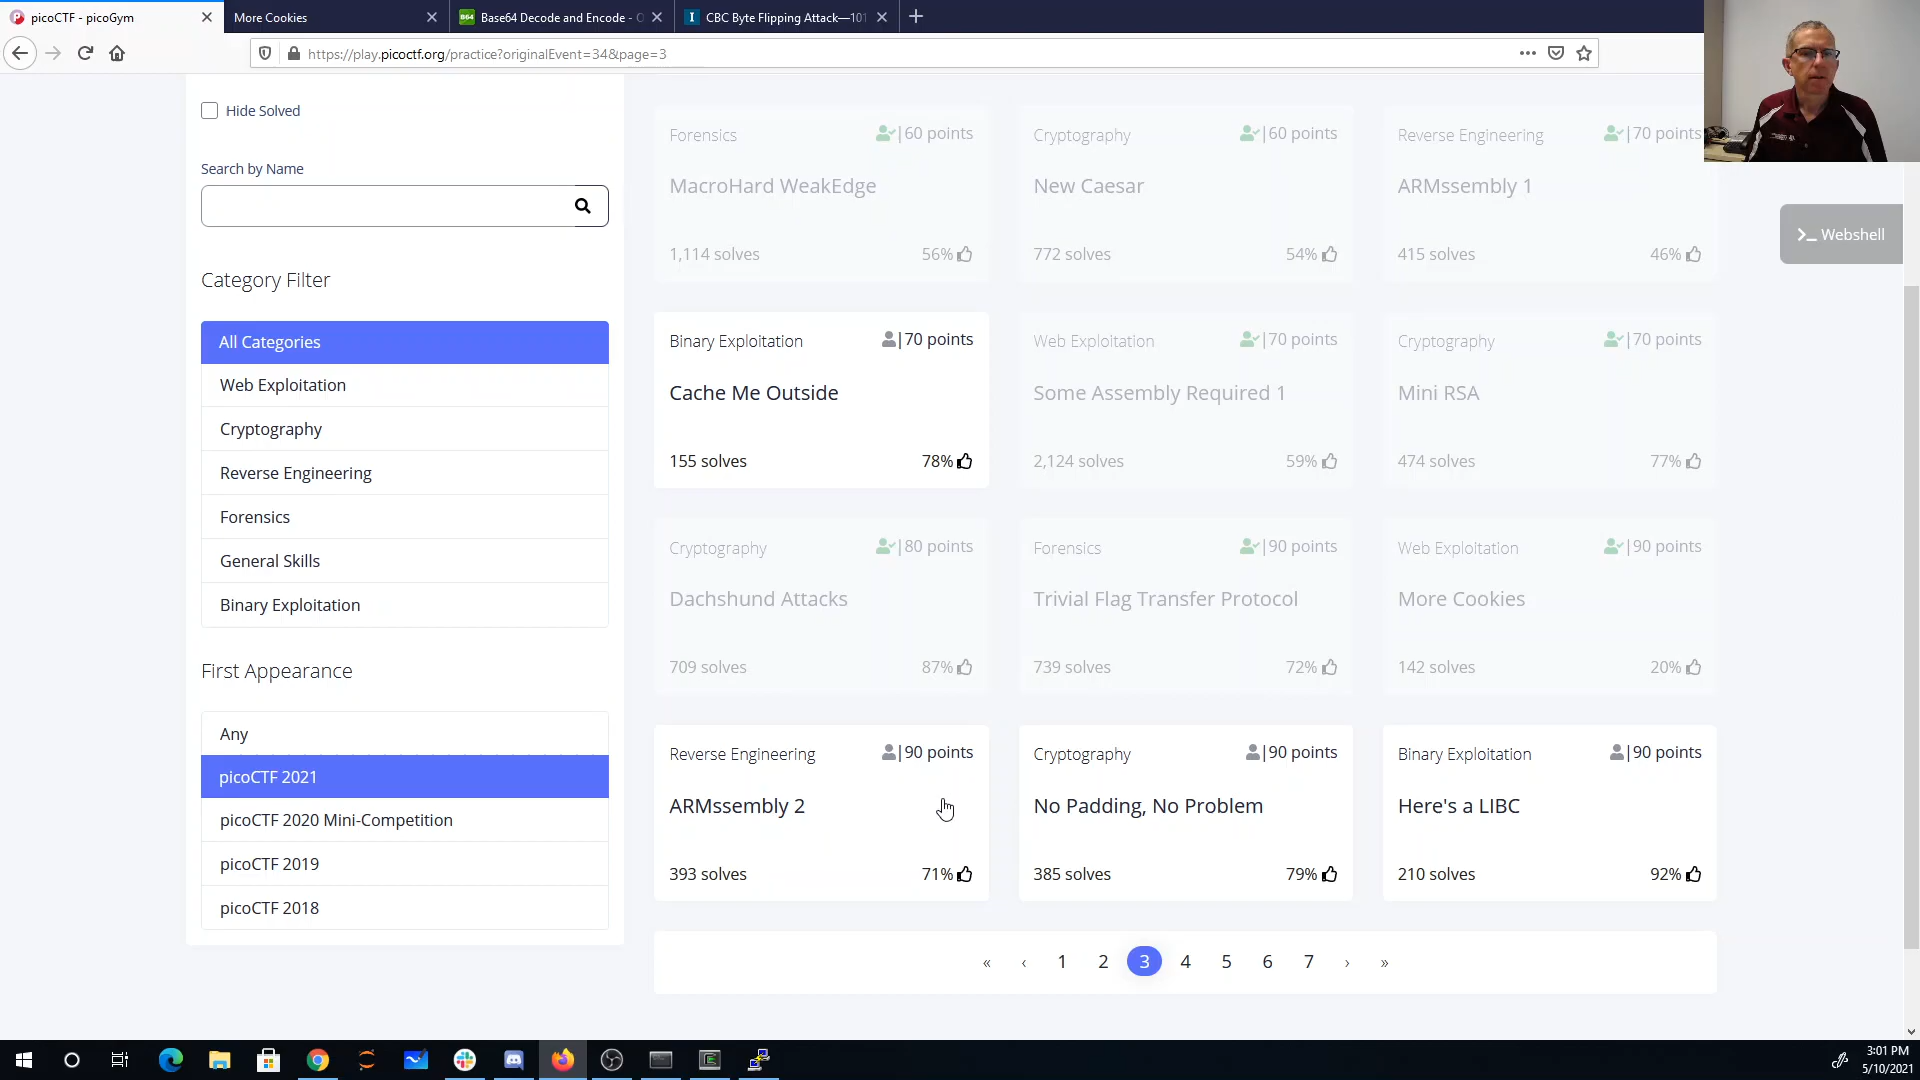 picoCTF - picoGym
More Cookies
Base64 Decode and Encode - O
CBC Byte Flipping Attack—101
https://play.picoctf.org/practice?originalEvent=34&page=3
Hide Solved
Search by Name
Category Filter
All Categories
Web Exploitation
Cryptography
Reverse Engineering
Forensics
General Skills
Binary Exploitation
First Appearance
Any
picoCTF 2021
picoCTF 2020 Mini-Competition
picoCTF 2019
picoCTF 2018
Forensics |60 points
MacroHard WeakEdge
1,114 solves 56%
Cryptography |60 points
New Caesar
772 solves 54%
Reverse Engineering |70 points
ARMssembly 1
415 solves 46%
Binary Exploitation |70 points
Cache Me Outside
155 solves 78%
Web Exploitation |70 points
Some Assembly Required 1
2,124 solves 59%
Cryptography |70 points
Mini RSA
474 solves 77%
Cryptography |80 points
Dachshund Attacks
709 solves 87%
Forensics |90 points
Trivial Flag Transfer Protocol
739 solves 72%
Web Exploitation |90 points
More Cookies
142 solves 20%
Reverse Engineering |90 points
ARMssembly 2
393 solves 71%
Cryptography |90 points
No Padding, No Problem
385 solves 79%
Binary Exploitation |90 points
Here's a LIBC
210 solves 92%
« ‹ 1 2 3 4 5 6 7 › »
>_ Webshell
3:01 PM
5/10/2021